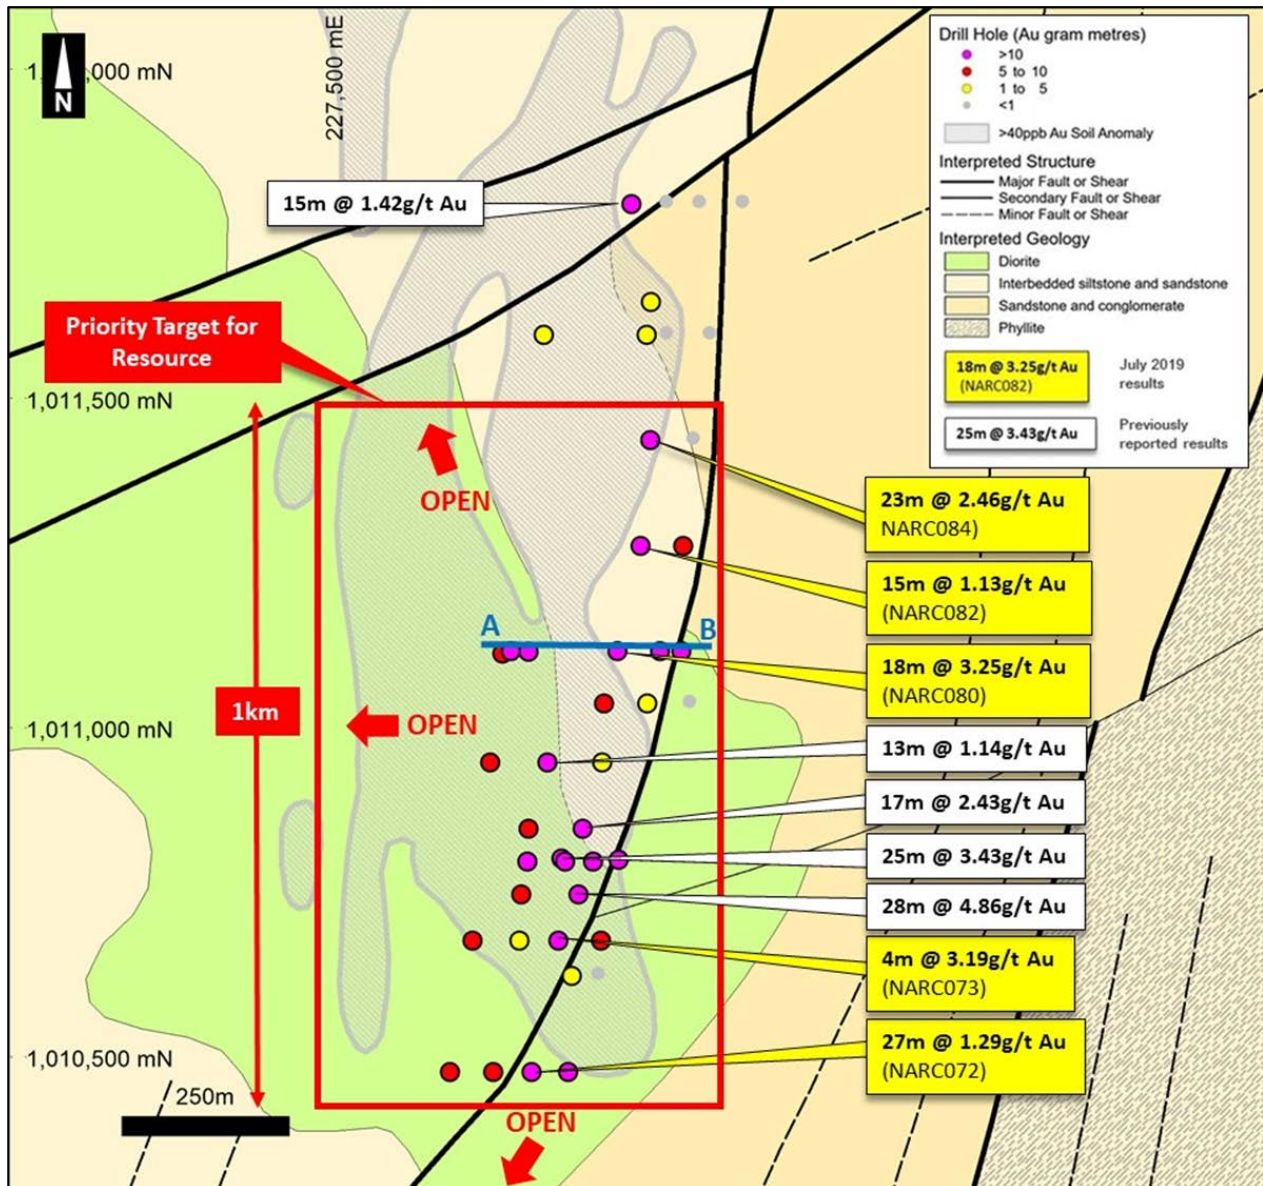 N
,000 mN
227,500 mE
Drill Hole (Au gram metres)
>10
5 to 10
1 to 5
<1
>40ppb Au Soil Anomaly
Interpreted Structure
Major Fault or Shear
Secondary Fault or Shear
Minor Fault or Shear
Interpreted Geology
Diorite
Interbedded siltstone and sandstone
Sandstone and conglomerate
Phyllite
18m @ 3.25g/t Au
(NARC082)
July 2019
results
25m @ 3.43g/t Au
Previously
reported results
15m @ 1.42g/t Au
Priority Target for
Resource
1,011,500 mN
OPEN
23m @ 2.46g/t Au
NARC084)
15m @ 1.13g/t Au
(NARC082)
A
B
18m @ 3.25g/t Au
(NARC080)
1km
OPEN
1,011,000 mN
13m @ 1.14g/t Au
17m @ 2.43g/t Au
25m @ 3.43g/t Au
28m @ 4.86g/t Au
4m @ 3.19g/t Au
(NARC073)
27m @ 1.29g/t Au
(NARC072)
1,010,500 mN
250m
OPEN